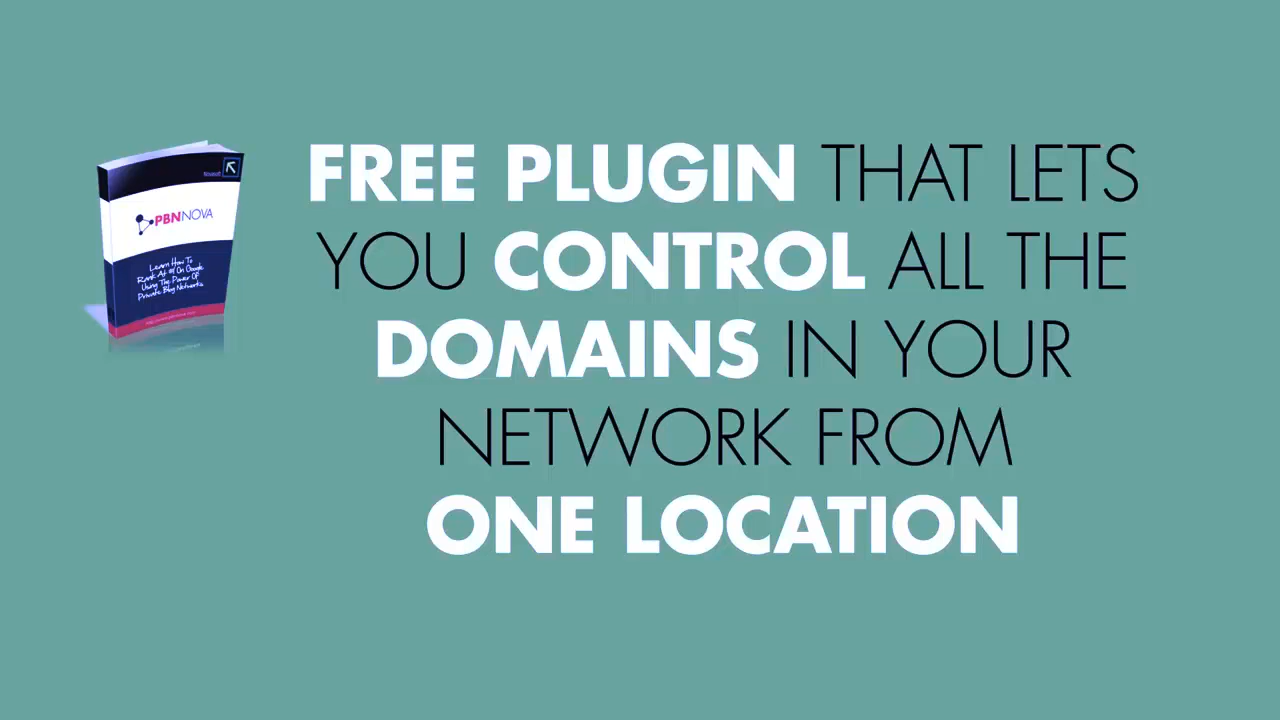 FREE PLUGIN THAT LETS
YOU CONTROL ALL THE
DOMAINS IN YOUR
NETWORK FROM
ONE LOCATION
PBNNOVA
Learn How To
Rank At #1 On Google
Using The Power Of
Private Blog Networks